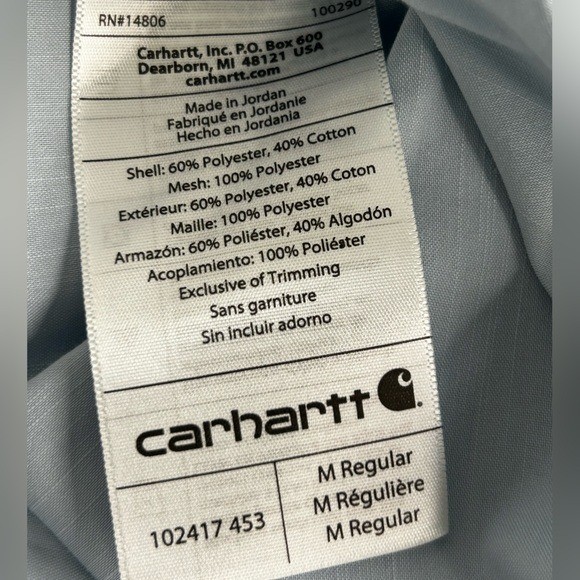 RN#14806 100290
Carhartt, Inc. P.O. Box 600
Dearborn, MI 48121 USA
carhartt.com
Made in Jordan
Fabriqué en Jordanie
Hecho en Jordania
Shell: 60% Polyester, 40% Cotton
Mesh: 100% Polyester
Extérieur: 60% Polyester, 40% Coton
Maille: 100% Polyester
Armazón: 60% Poliéster, 40% Algodón
Acoplamiento: 100% Poliéster
Exclusive of Trimming
Sans garniture
Sin incluir adorno
carhartt
102417 453
M Regular
M Régulière
M Regular